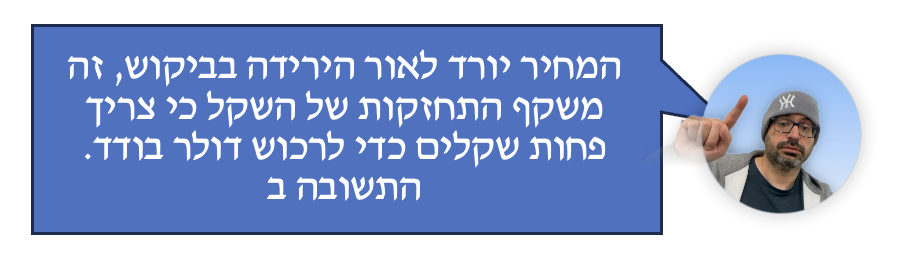 המחיר יורד לאור הירידה בביקוש, זה
משקף התחזקות של השקל כי צריך
פחות שקלים כדי לרכוש דולר בודד.
התשובה ב